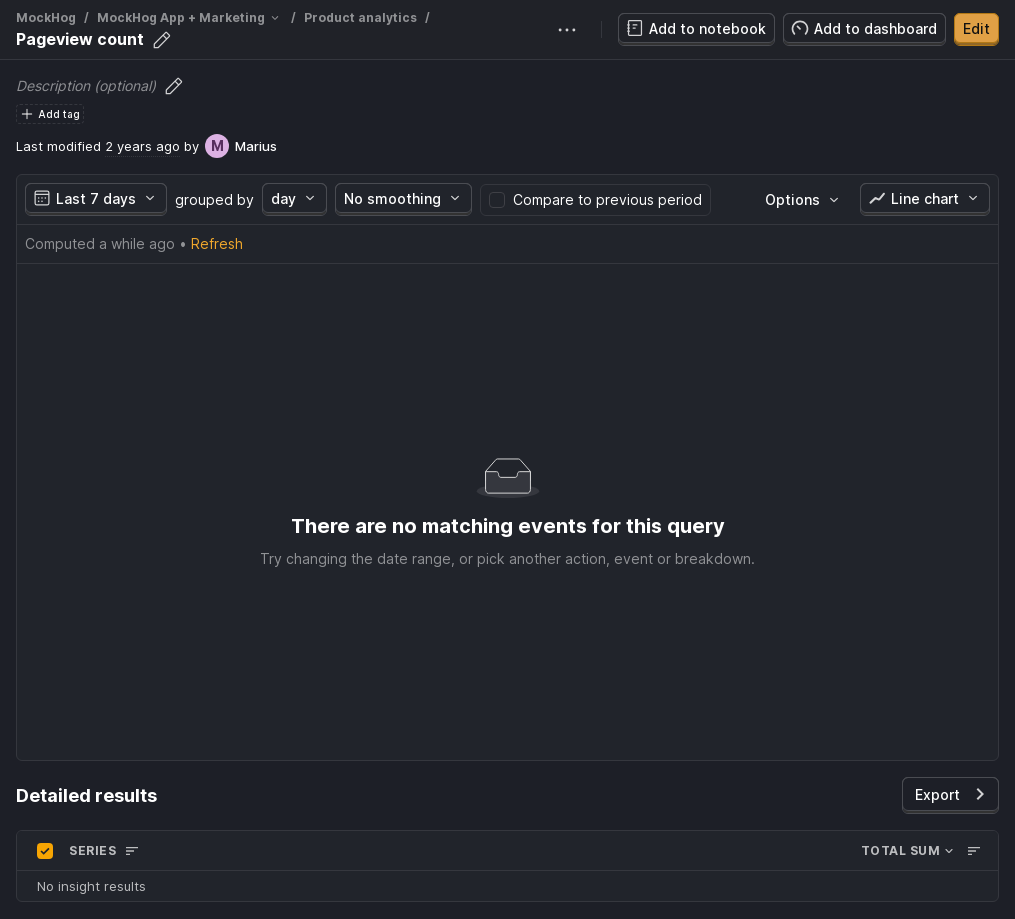 MockHog / MockHog App + Marketing / Product analytics /
Pageview count
Add to notebook
Add to dashboard
Edit
Description (optional)
Add tag
Last modified 2 years ago by M Marius
Last 7 days grouped by day No smoothing Compare to previous period Options Line chart
Computed a while ago • Refresh
There are no matching events for this query
Try changing the date range, or pick another action, event or breakdown.
Detailed results
Export
SERIES TOTAL SUM
No insight results